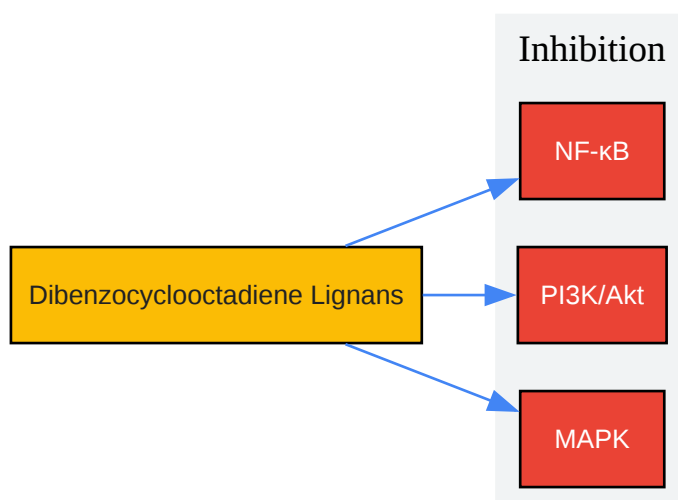 Inhibition
NF-κB
Dibenzocyclooctadiene Lignans
PI3K/Akt
MAPK